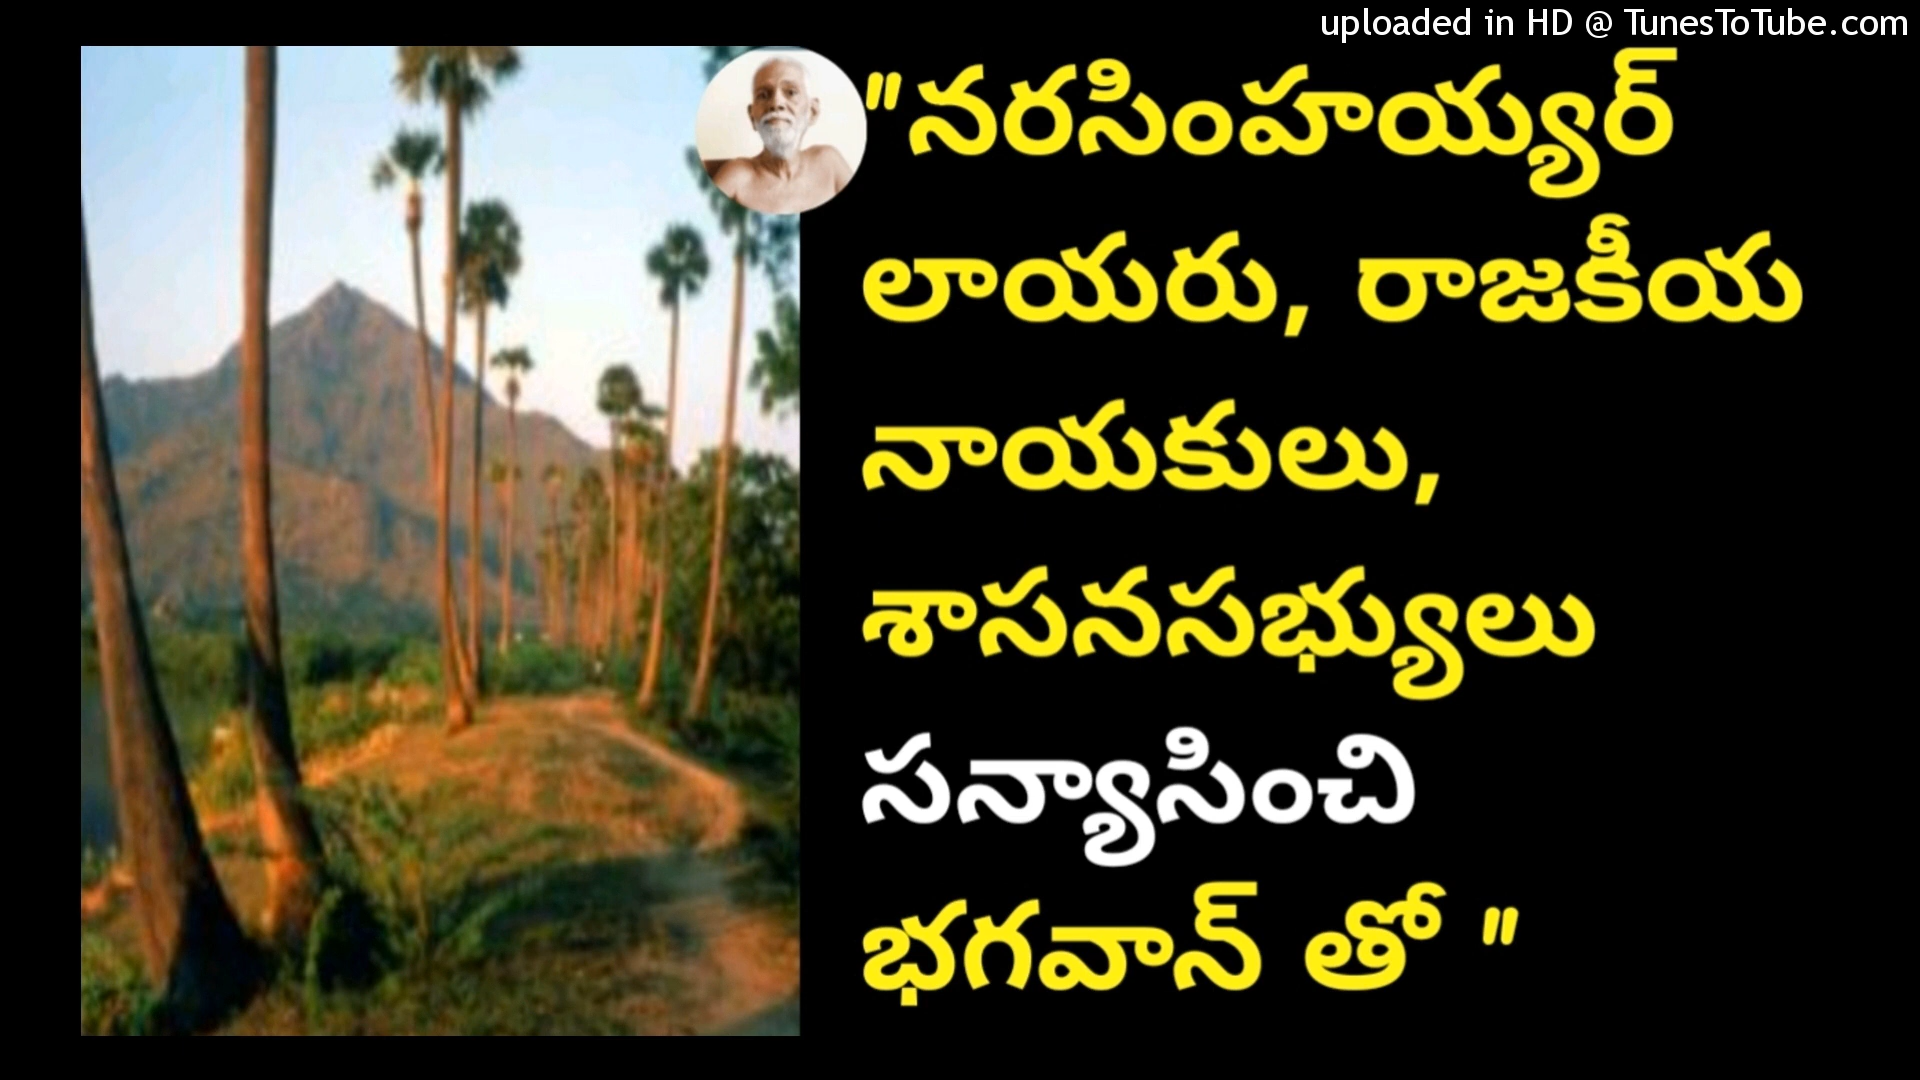 uploaded in HD @ TunesToTube.com
"నరసింహయ్యర్
లాయరు, రాజకీయ
నాయకులు,
శాసనసభ్యులు
సన్యాసించి
భగవాన్ తో "